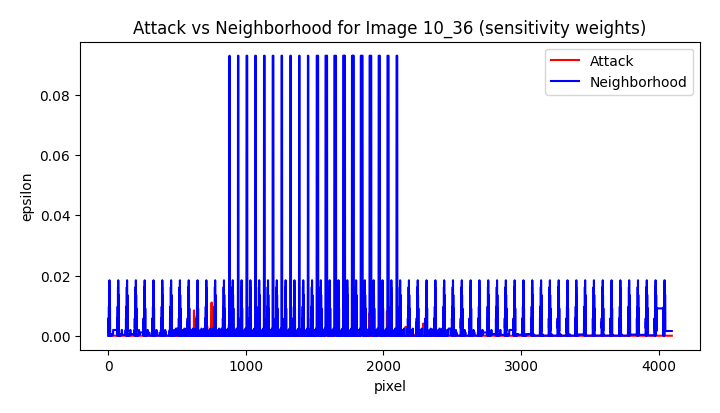 Attack vs Neighborhood for Image 10_36 (sensitivity weights)
Attack
Neighborhood
0.08
0.06
0.04
0.02
0.00
epsilon
0
1000
2000
3000
4000
pixel